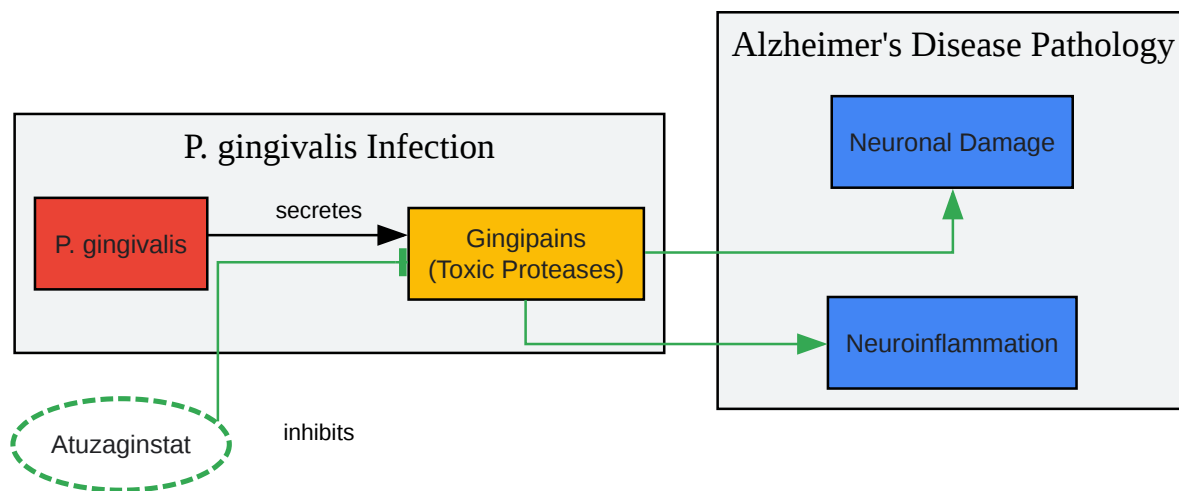 Alzheimer's Disease Pathology
Neuronal Damage
P. gingivalis Infection
secretes
P. gingivalis
Gingipains
(Toxic Proteases)
Neuroinflammation
Atuzaginstat
inhibits